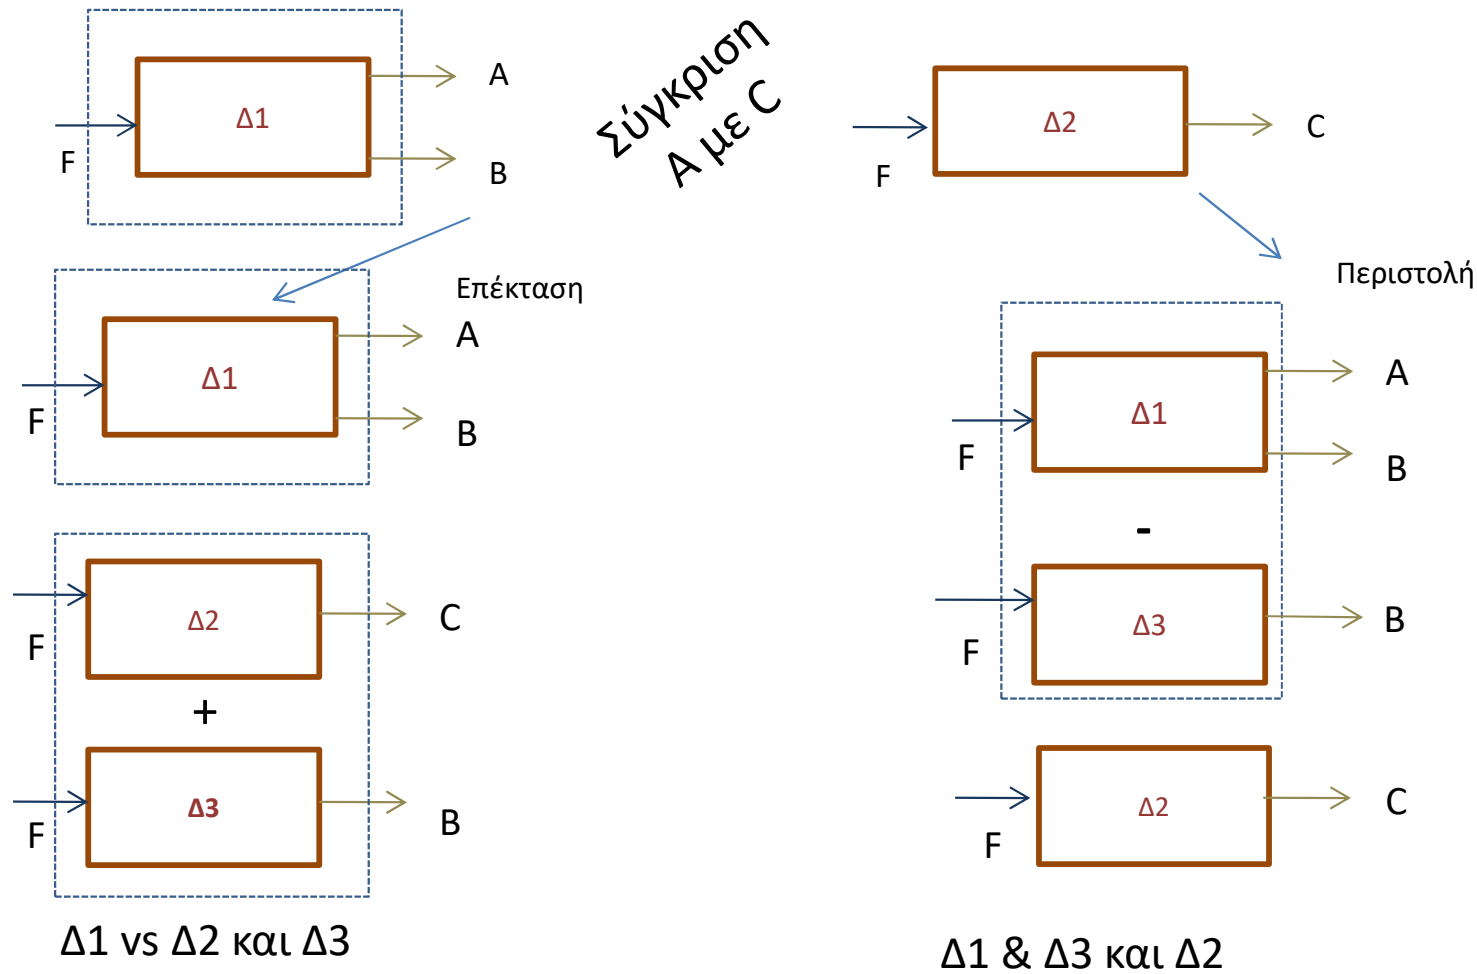 Δ1
F
A
B
Σύγκριση
Α με C
Δ2
F
C
Επέκταση
Δ1
F
A
B
Δ2
F
C
+
Δ3
F
B
Δ1 vs Δ2 και Δ3
Περιστολή
Δ1
F
A
B
-
Δ3
F
B
Δ2
F
C
Δ1 & Δ3 και Δ2